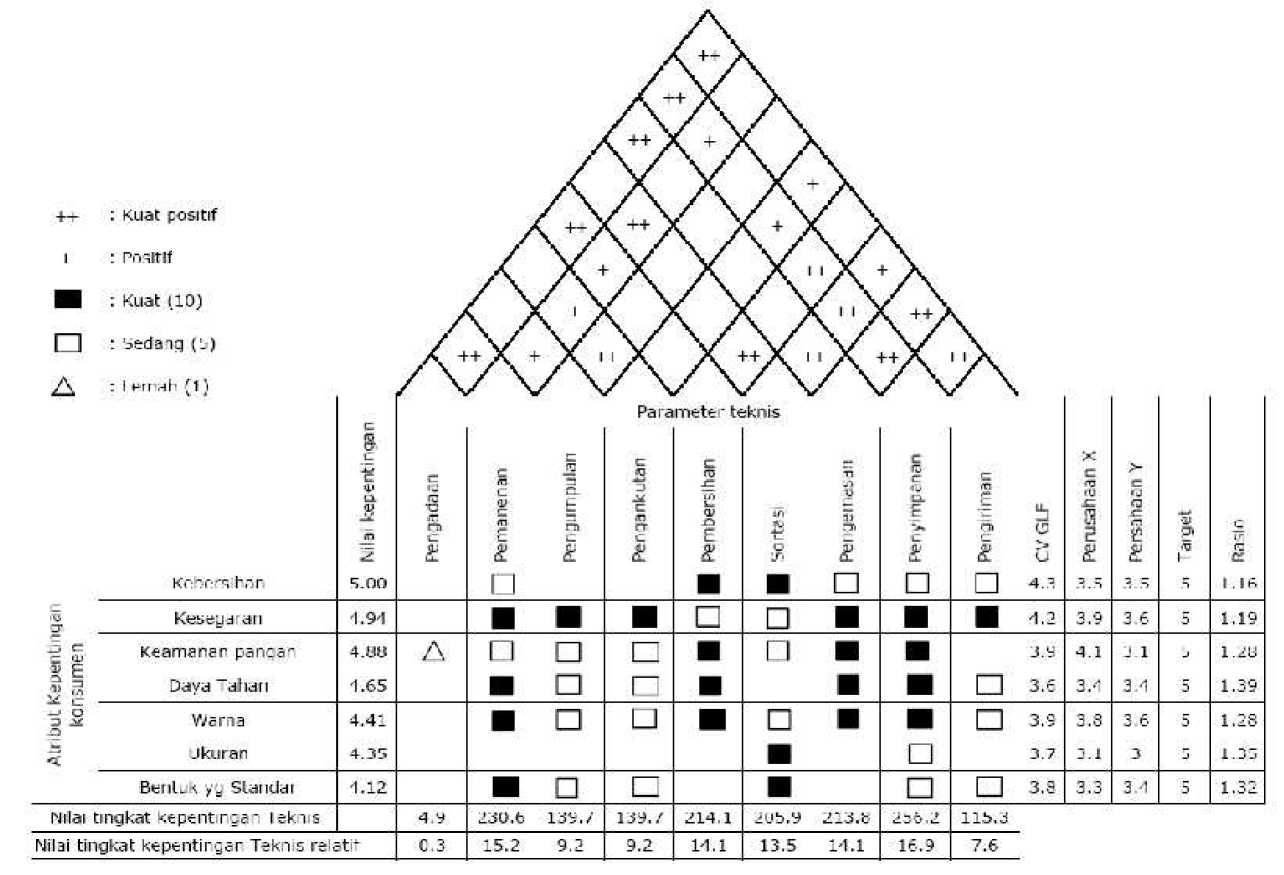 ++
++
++ +
+
++ ++ +
+ ++ +
+ ++ ++
++ + ++ ++ ++ ++ ++
++ : Kuat positif
+ : Positif
: Kuat (10)
: Sedang (5)
: Lemah (1)
Parameter teknis
Nilai kepentingan
Pengadaan
Pemanenan
Pengumpulan
Pengankutan
Pembersihan
Sortasi
Pengemasan
Penyimpanan
Pengiriman
CV GLF
Perusahaan X
Persahaan Y
Target
Rasio
Atribut Kepentingan
konsumen
Kebersihan 5.00 4.3 3.5 3.5 5 1.16
Kesegaran 4.94 4.2 3.9 3.6 5 1.19
Keamanan pangan 4.88 3.9 4.1 3.1 5 1.28
Daya Tahan 4.65 3.6 3.4 3.4 5 1.39
Warna 4.41 3.9 3.8 3.6 5 1.28
Ukuran 4.35 3.7 3.1 3 5 1.35
Bentuk yg Standar 4.12 3.8 3.3 3.4 5 1.32
Nilai tingkat kepentingan Teknis 4.9 230.6 139.7 139.7 214.1 205.9 213.8 256.2 115.3
Nilai tingkat kepentingan Teknis relatif 0.3 15.2 9.2 9.2 14.1 13.5 14.1 16.9 7.6